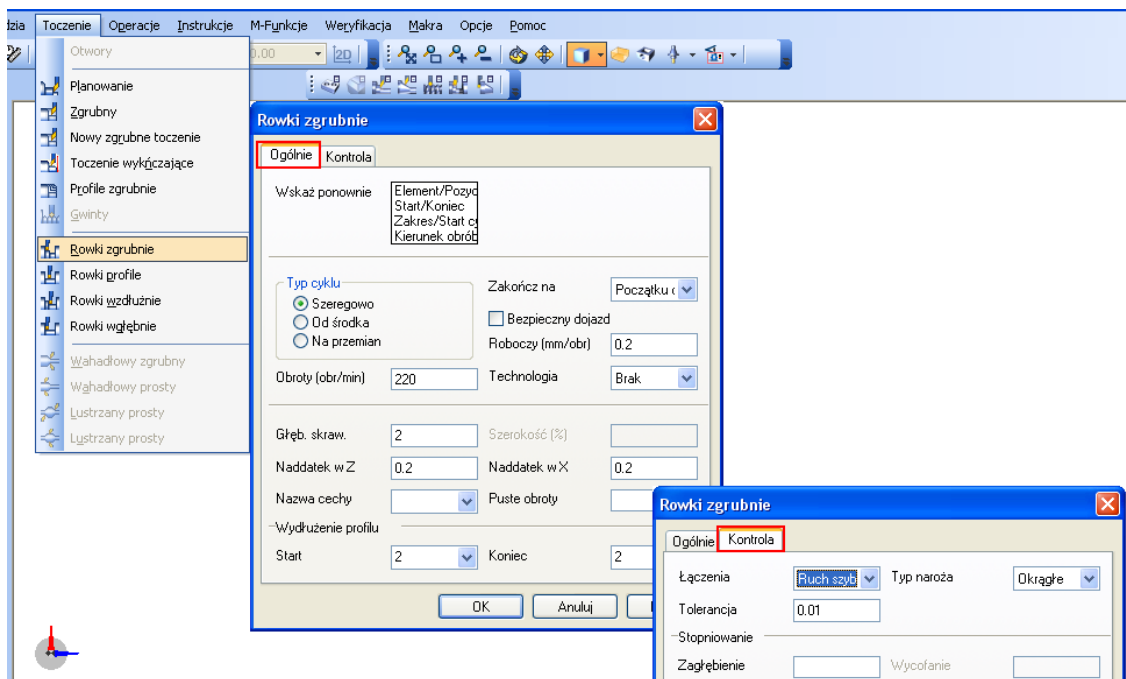 Toczenie Operacje Instrukcje M-Funkcje Weryfikacja Makra Opcje Pomoc
2D
Otwory
Planowanie
Zgrubny
Nowy zgrubne toczenie
Toczenie wykńczające
Profile zgrubnie
Gwinty
Rowki zgrubnie
Rowki profile
Rowki wzdłużnie
Rowki wgłębnie
Wahadłowy zgrubny
Wahadłowy prosty
Lustrzany prosty
Lustrzany prosty
Rowki zgrubnie
Ogólnie Kontrola
Wskaż ponownie
Element/Pozyc
Start/Koniec
Zakres/Start
Kierunek obrób
Typ cyklu
Szeregowo
Od środka
Na przemian
Zakończ na Początku
Bezpieczny dojazd
Roboczy (mm/obr) 0.2
Obroty (obr/min) 220 Technologia Brak
Głęb. skraw. 2 Szerokość (%)
Naddatek w Z 0.2 Naddatek w X 0.2
Nazwa cechy Puste obroty
Wydłużenie profilu
Start 2 Koniec 2
OK Anuluj
Rowki zgrubnie
Ogólnie Kontrola
Łączenia Ruch szyb Typ naroża Okrągłe
Tolerancja 0.01
Stopniowanie
Zagłębienie Wycofanie